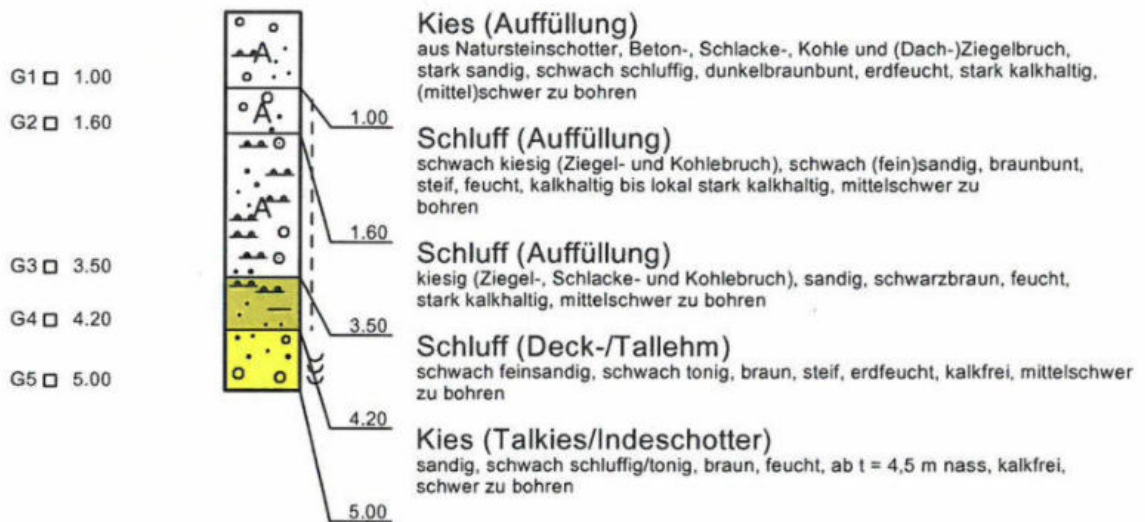 Kies (Auffüllung)
aus Natursteinschotter, Beton-, Schlacke-, Kohle und (Dach-)Ziegelbruch,
stark sandig, schwach schluffig, dunkelbraunbunt, erdfeucht, stark kalkhaltig,
(mittel)schwer zu bohren
G1 1.00
A
1.00
G2 1.60
A
Schluff (Auffüllung)
schwach kiesig (Ziegel- und Kohlebruch), schwach (fein)sandig, braunbunt,
steif, feucht, kalkhaltig bis lokal stark kalkhaltig, mittelschwer zu
bohren
A
1.60
Schluff (Auffüllung)
kiesig (Ziegel-, Schlacke- und Kohlebruch), sandig, schwarzbraun, feucht,
stark kalkhaltig, mittelschwer zu bohren
G3 3.50
3.50
G4 4.20
Schluff (Deck-/Tallehm)
schwach feinsandig, schwach tonig, braun, steif, erdfeucht, kalkfrei, mittelschwer
zu bohren
G5 5.00
4.20
Kies (Talkies/Indeschotter)
sandig, schwach schluffig/tonig, braun, feucht, ab t = 4,5 m nass, kalkfrei,
schwer zu bohren
5.00